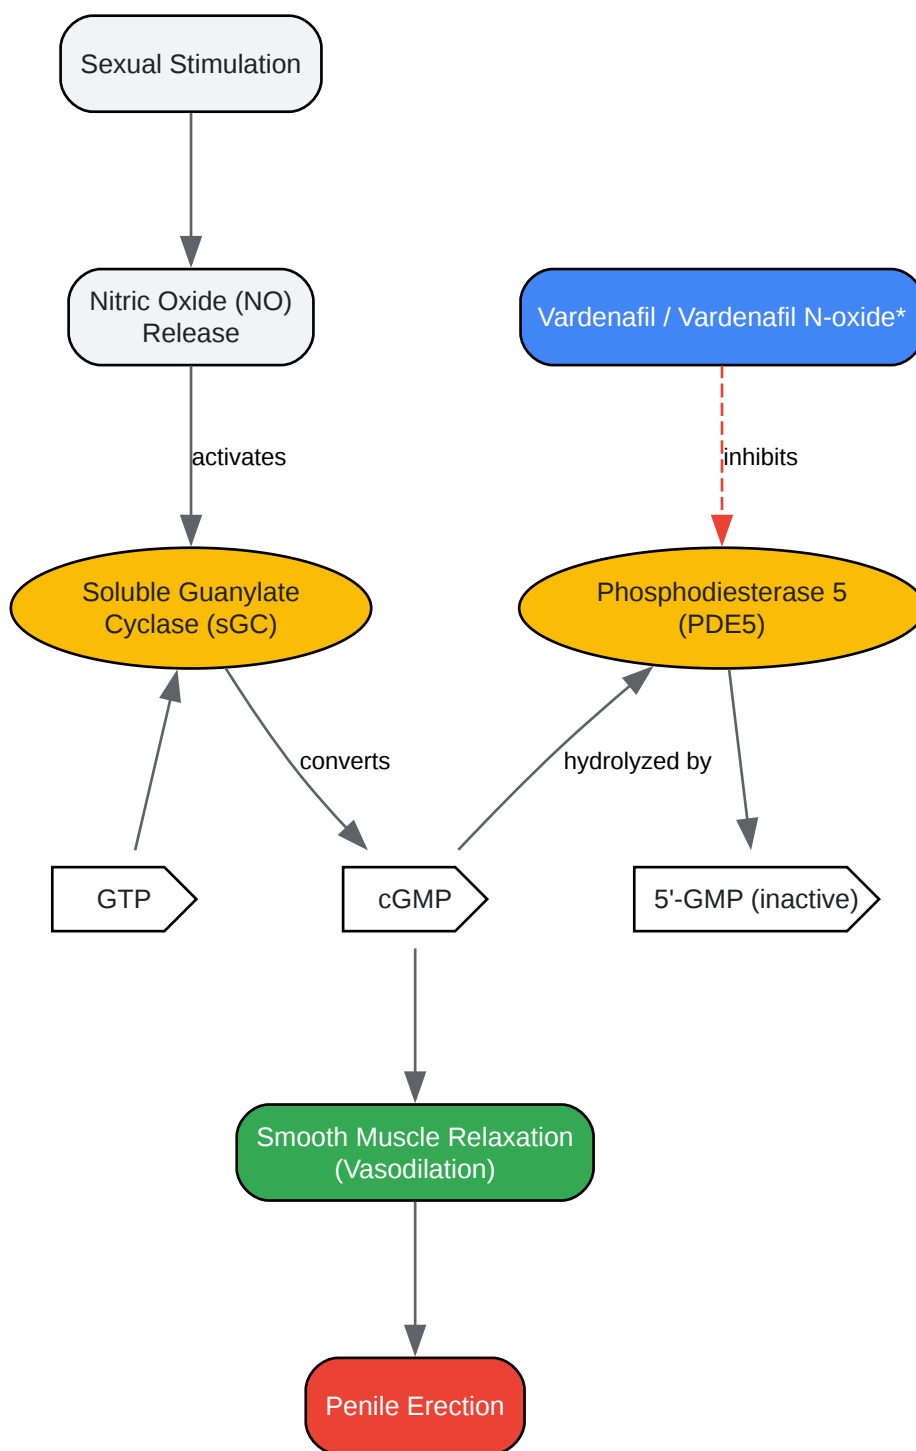 Sexual Stimulation
Nitric Oxide (NO)
Release
Vardenafil / Vardenafil N-oxide*
activates
inhibits
Soluble Guanylate
Cyclase (sGC)
Phosphodiesterase 5
(PDE5)
converts
hydrolyzed by
GTP
cGMP
5'-GMP (inactive)
Smooth Muscle Relaxation
(Vasodilation)
Penile Erection